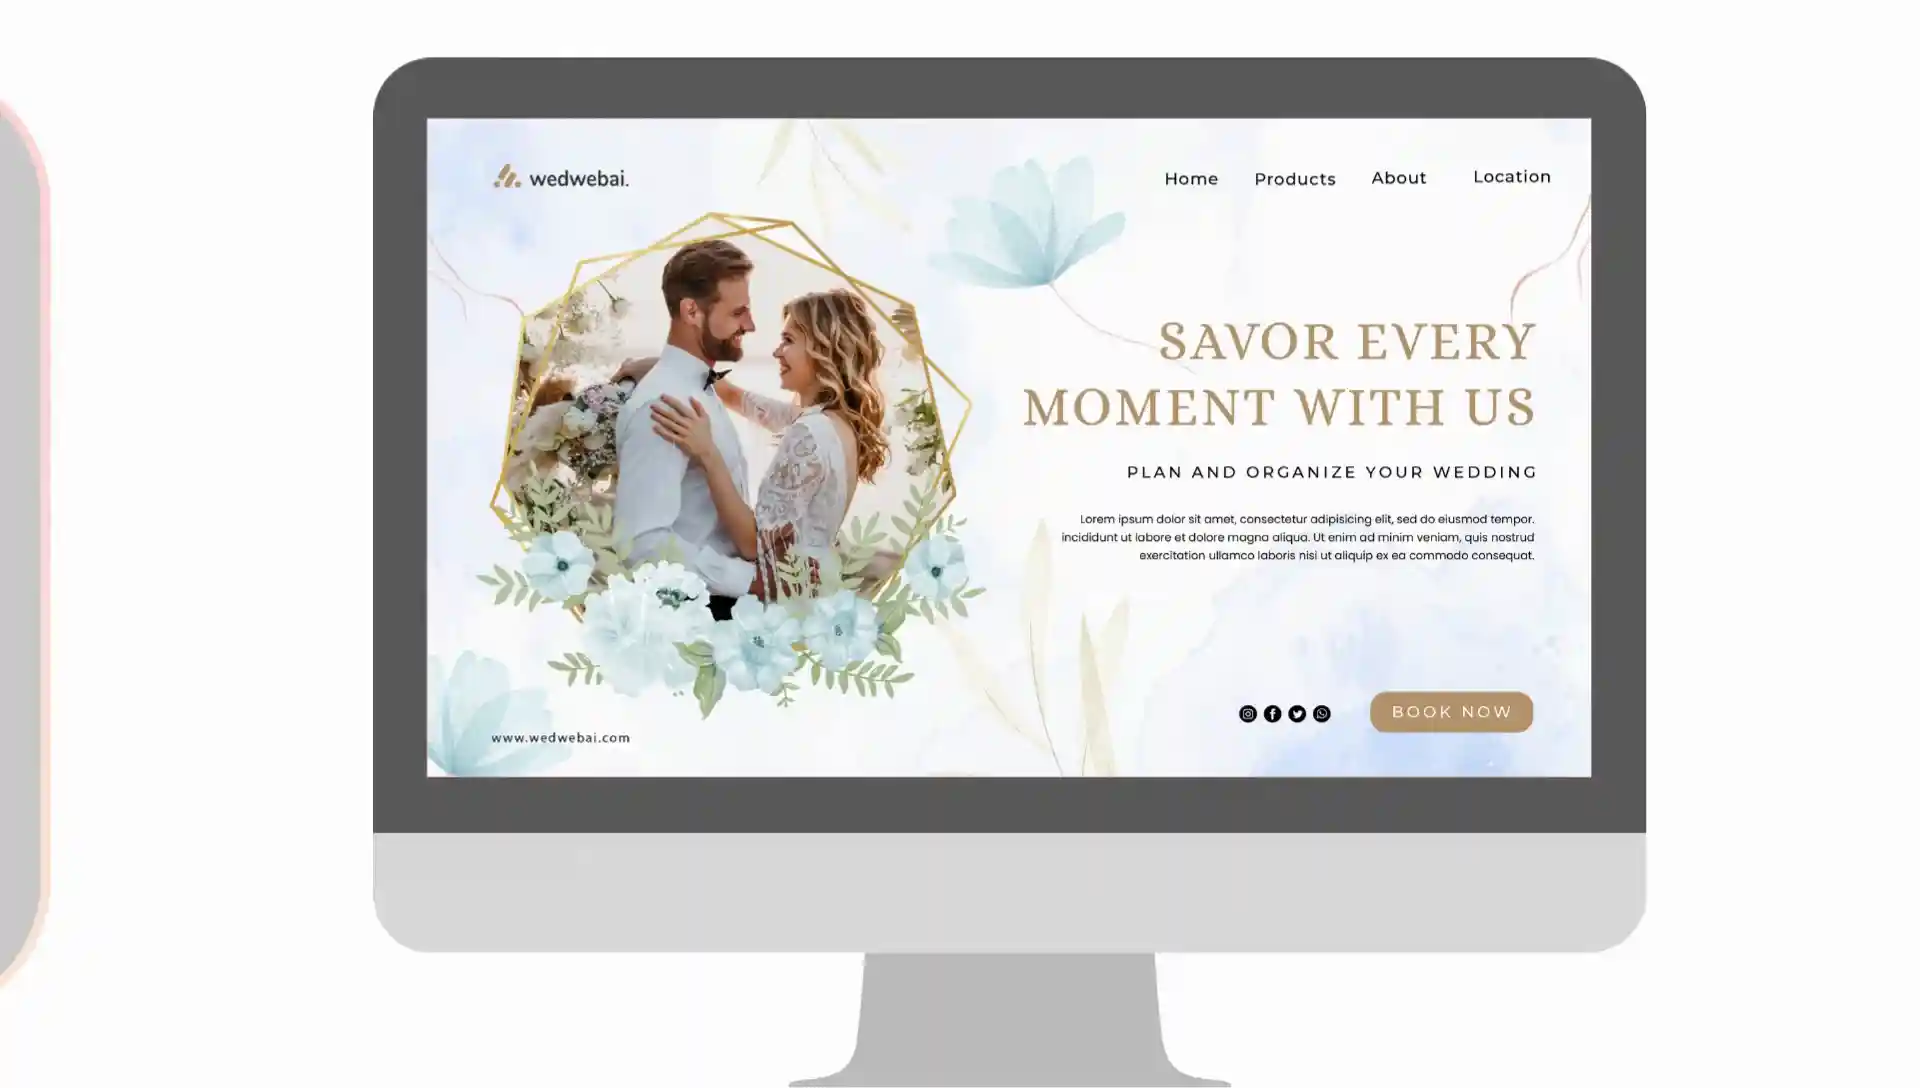 wedwebai.
Home Products About Location
SAVOR EVERY
MOMENT WITH US
PLAN AND ORGANIZE YOUR WEDDING
Lorem ipsum dolor sit amet, consectetur adipisicing elit, sed do eiusmod tempor.
incididunt ut labore et dolore magna aliqua. Ut enim ad minim veniam, quis nostrud
exercitation ullamco laboris nisi ut aliquip ex ea commodo consequat.
BOOK NOW
www.wedwebai.com